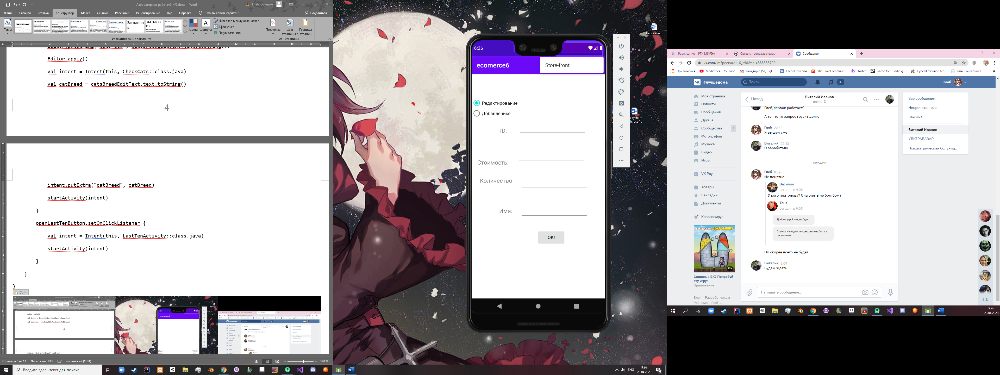 Лабораторная_работаAS №6.docx - Word
Глеб Юркевич
Файл Главная Вставка Конструктор Макет Ссылки Рассылки Рецензирование Вид Справка Что вы хотите сделать? Поделиться
Темы
Заголовок
Цвета
Шрифты
Интервал между абзацами
Эффекты
По умолчанию
Подложка
Цвет страницы
Границы страниц
Форматирование документа
Фон страницы
Editor.apply()
val intent = Intent(this, CheckCats::class.java)
val catBreed = catsBreedEditText.text.toString()
4
intent.putExtra("catBreed", catBreed)
startActivity(intent)
}
openLastTenButton.setOnClickListener {
val intent = Intent(this, LastTenActivity::class.java)
startActivity(intent)
}
}
}
(Ctrl)
Страница 5 из 13 Число слов: 933 английский (США)
190 %
Введите здесь текст для поиска
ENG
9:26
23.04.2020
Trebovania...
6:26
ecomerce6
Store-front
Редактирование
Добавленике
ID:
Стоимость:
Количество:
Имя:
OK!
Расписание – РТУ МИРЭА
Связь с преподавателем
Сообщения
vk.com/im?peers=c116_c98&sel=383355709
Приложения
Mediathek - YouTube
Входящие (51) - gl...
Глеб Юркевич
The PokéCommunit...
Twitch
Game Jolt - Indie g...
Cyberdimension Ne...
Личный кабинет
#лучшедома
Поиск
Глеб
Моя страница
Новости
Сообщения
Друзья
Сообщества 4
Фотографии
Музыка
Видео
Игры
VK Pay
Товары
Закладки
Документы
Коронавирус
КАК ДОСТАТЬ СОКРОВИЩЕ?
12+
Сидишь в ВК? Попробуй
эту игру!
Приложение
Блог Разработчикам
Реклама Ещё
Назад
Виталий Иванов
online
Глеб, сервак работает?
А то что то запрос грузит долго
Глеб 22:42
Я вышел уже
Виталий 22:43
О заработало
сегодня
Глеб 9:09
Не понятно
Василий
сегодня в 9:05
У кого платонова? Она опять не бом бом?
Таня
сегодня в 9:05
Доброе утро! Нет, не будет
Ссылка на видео лекцию должна быть в
расписании
Но скорее всего не будет
Виталий 9:09
Будем ждать
Напишите сообщение...
Все сообщения
Непрочитанные
Важные
Виталий Иванов
УЛЬТРАБАЗАР
Психиатрическая больниц...
6
9:26
23.04.2020